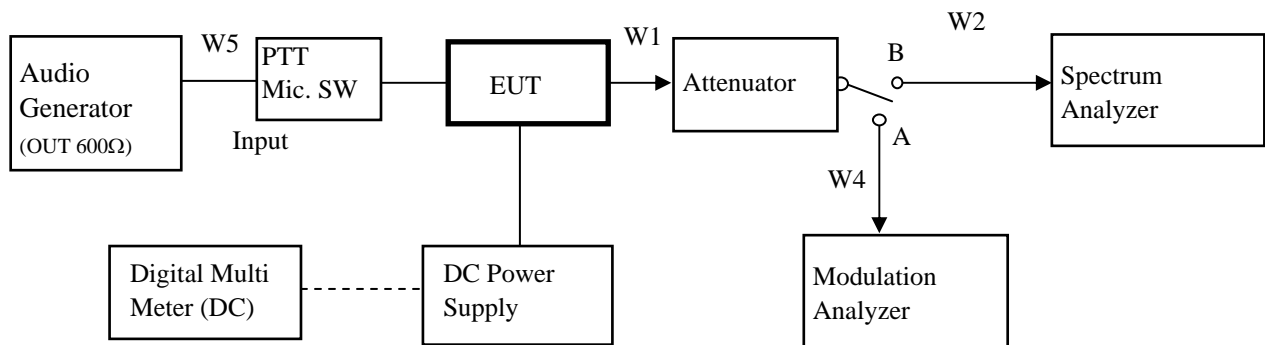 W5
Audio
Generator
(OUT 600Ω)
PTT
Mic. SW
Input
EUT
W1
Attenuator
B
A
W2
Spectrum
Analyzer
W4
Digital Multi
Meter (DC)
DC Power
Supply
Modulation
Analyzer